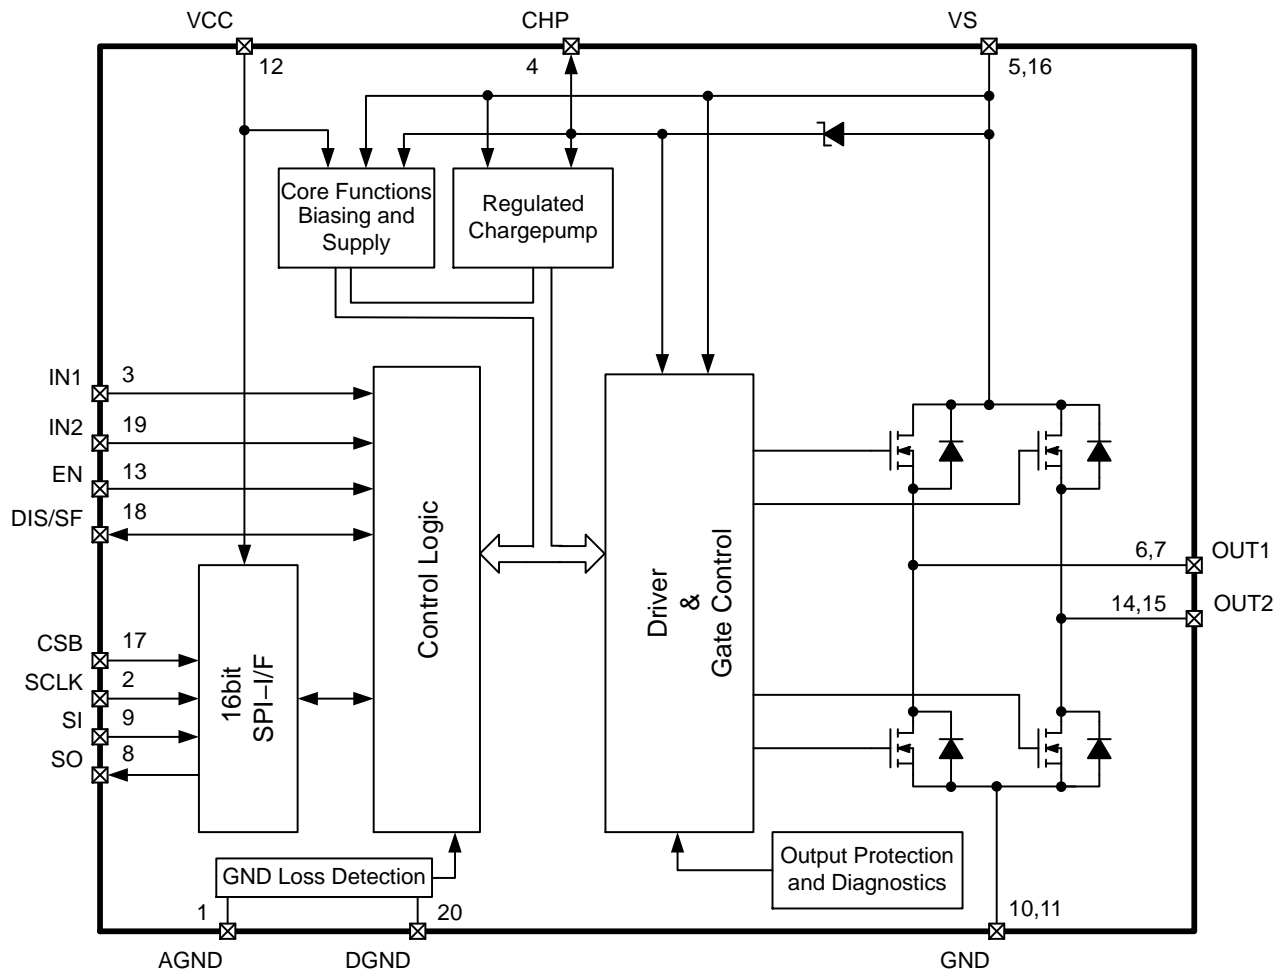 VCC
CHP
VS
12
4
5,16
Core Functions
Biasing and
Supply
Regulated
Chargepump
IN1
3
IN2
19
EN
13
DIS/SF
18
Control Logic
Driver
&
Gate Control
6,7
OUT1
14,15
OUT2
CSB
17
SCLK
2
SI
9
SO
8
16bit
SPI–I/F
GND Loss Detection
Output Protection
and Diagnostics
1
20
10,11
AGND
DGND
GND